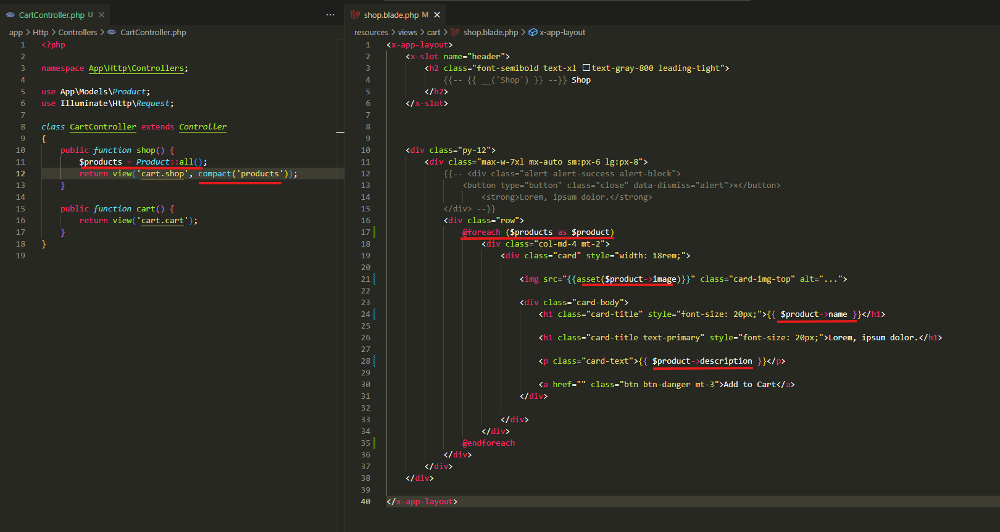 CartController.php U
app > Http > Controllers > CartController.php
1 <?php
2
3 namespace App\Http\Controllers;
4
5 use App\Models\Product;
6 use Illuminate\Http\Request;
7
8 class CartController extends Controller
9 {
10 public function shop() {
11 $products = Product::all();
12 return view('cart.shop', compact('products'));
13 }
14
15 public function cart() {
16 return view('cart.cart');
17 }
18 }
19
shop.blade.php M
resources > views > cart > shop.blade.php > x-app-layout
1 <x-app-layout>
2 <x-slot name="header">
3 <h2 class="font-semibold text-xl text-gray-800 leading-tight">
4 {{-- {{ __('Shop') }} --}} Shop
5 </h2>
6 </x-slot>
7
8
9
10 <div class="py-12">
11 <div class="max-w-7xl mx-auto sm:px-6 lg:px-8">
12 {{-- <div class="alert alert-success alert-block">
13 <button type="button" class="close" data-dismiss="alert">×</button>
14 <strong>Lorem, ipsum dolor.</strong>
15 </div> --}}
16 <div class="row">
17 @foreach ($products as $product)
18 <div class="col-md-4 mt-2">
19 <div class="card" style="width: 18rem;">
20
21 <img src="{{asset($product->image)}}" class="card-img-top" alt="...">
22
23 <div class="card-body">
24 <h1 class="card-title" style="font-size: 20px;">{{ $product->name }}</h1>
25
26 <h1 class="card-title text-primary" style="font-size: 20px;">Lorem, ipsum dolor.</h1>
27
28 <p class="card-text">{{ $product->description }}</p>
29
30 <a href="" class="btn btn-danger mt-3">Add to Cart</a>
31 </div>
32
33 </div>
34 </div>
35 @endforeach
36 </div>
37 </div>
38 </div>
39
40 </x-app-layout>